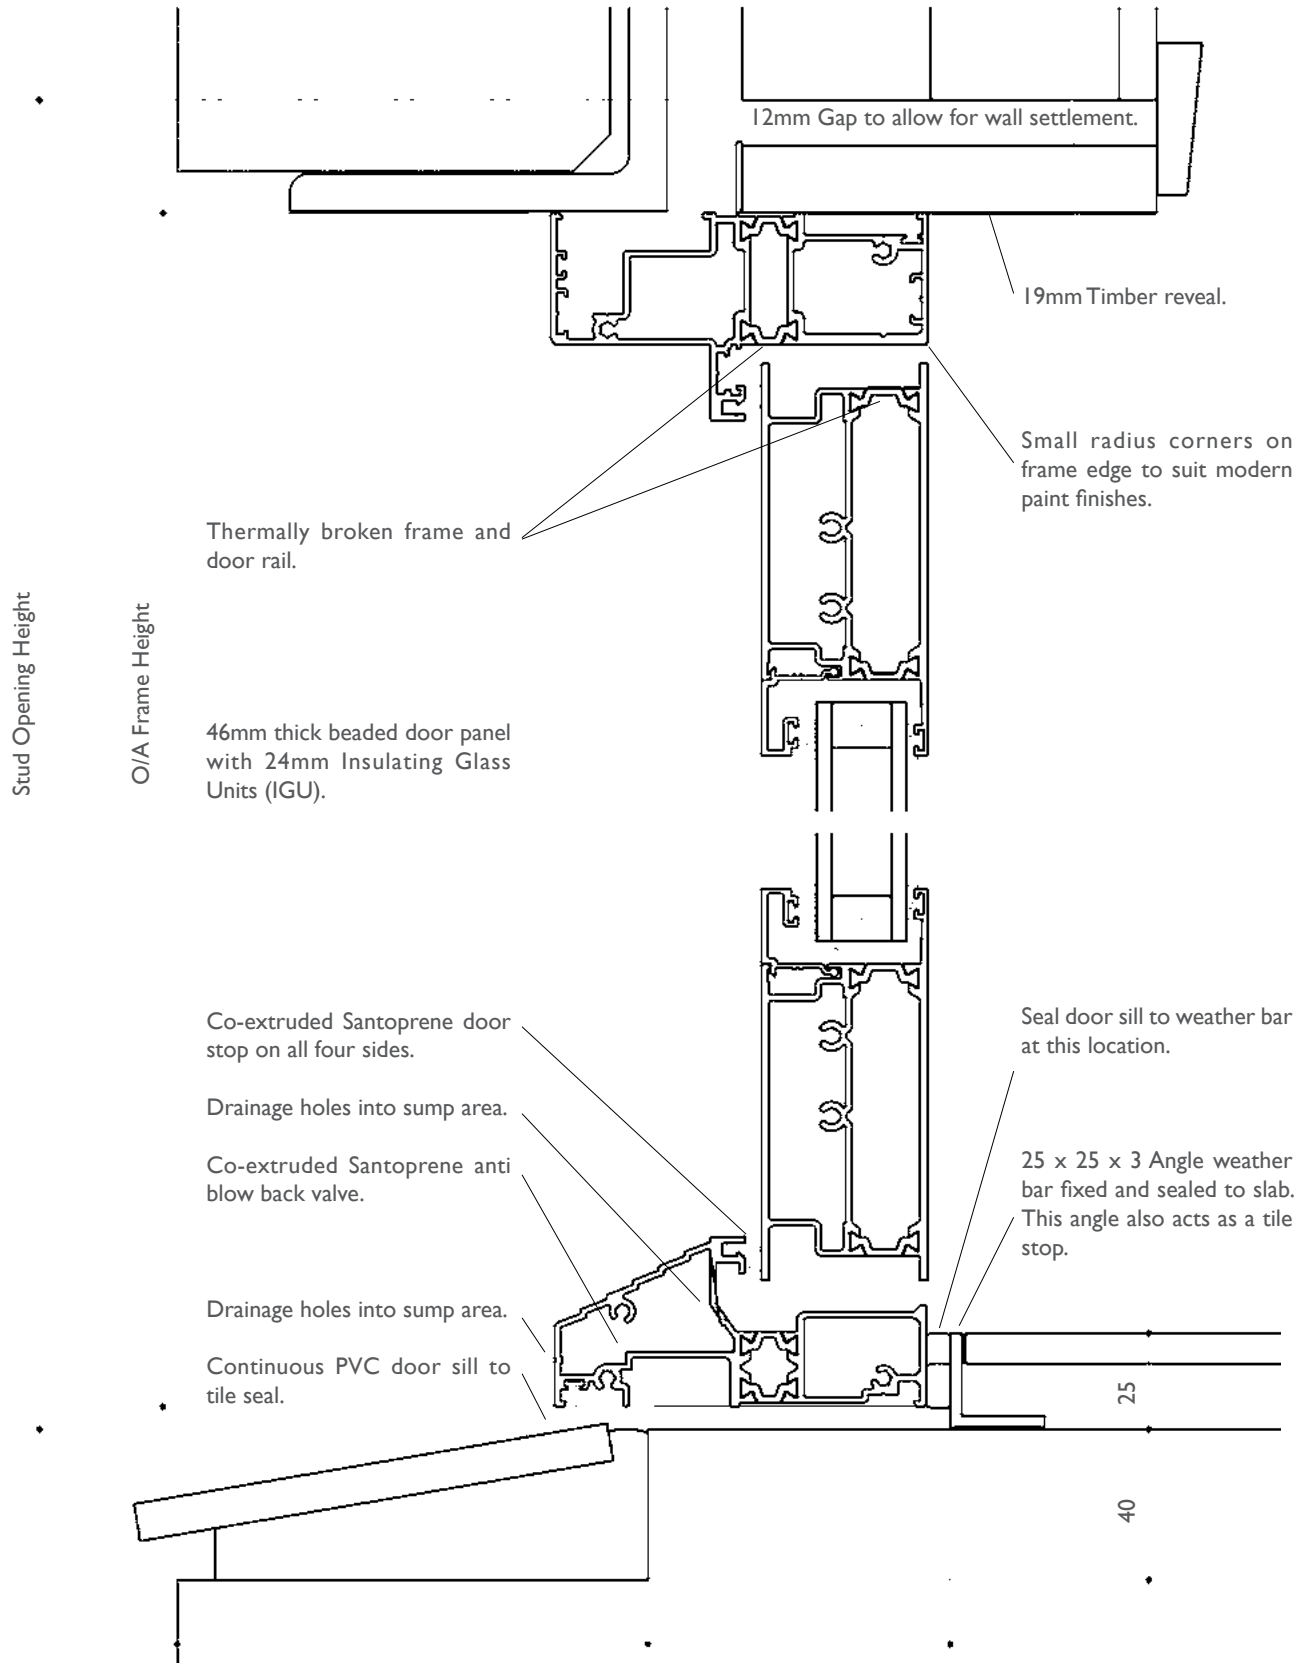 12mm Gap to allow for wall settlement.
19mm Timber reveal.
Small radius corners on
frame edge to suit modern
paint finishes.
Thermally broken frame and
door rail.
Stud Opening Height
O/A Frame Height
46mm thick beaded door panel
with 24mm Insulating Glass
Units (IGU).
Co-extruded Santoprene door
stop on all four sides.
Drainage holes into sump area.
Co-extruded Santoprene anti
blow back valve.
Drainage holes into sump area.
Continuous PVC door sill to
tile seal.
Seal door sill to weather bar
at this location.
25 x 25 x 3 Angle weather
bar fixed and sealed to slab.
This angle also acts as a tile
stop.
25
40